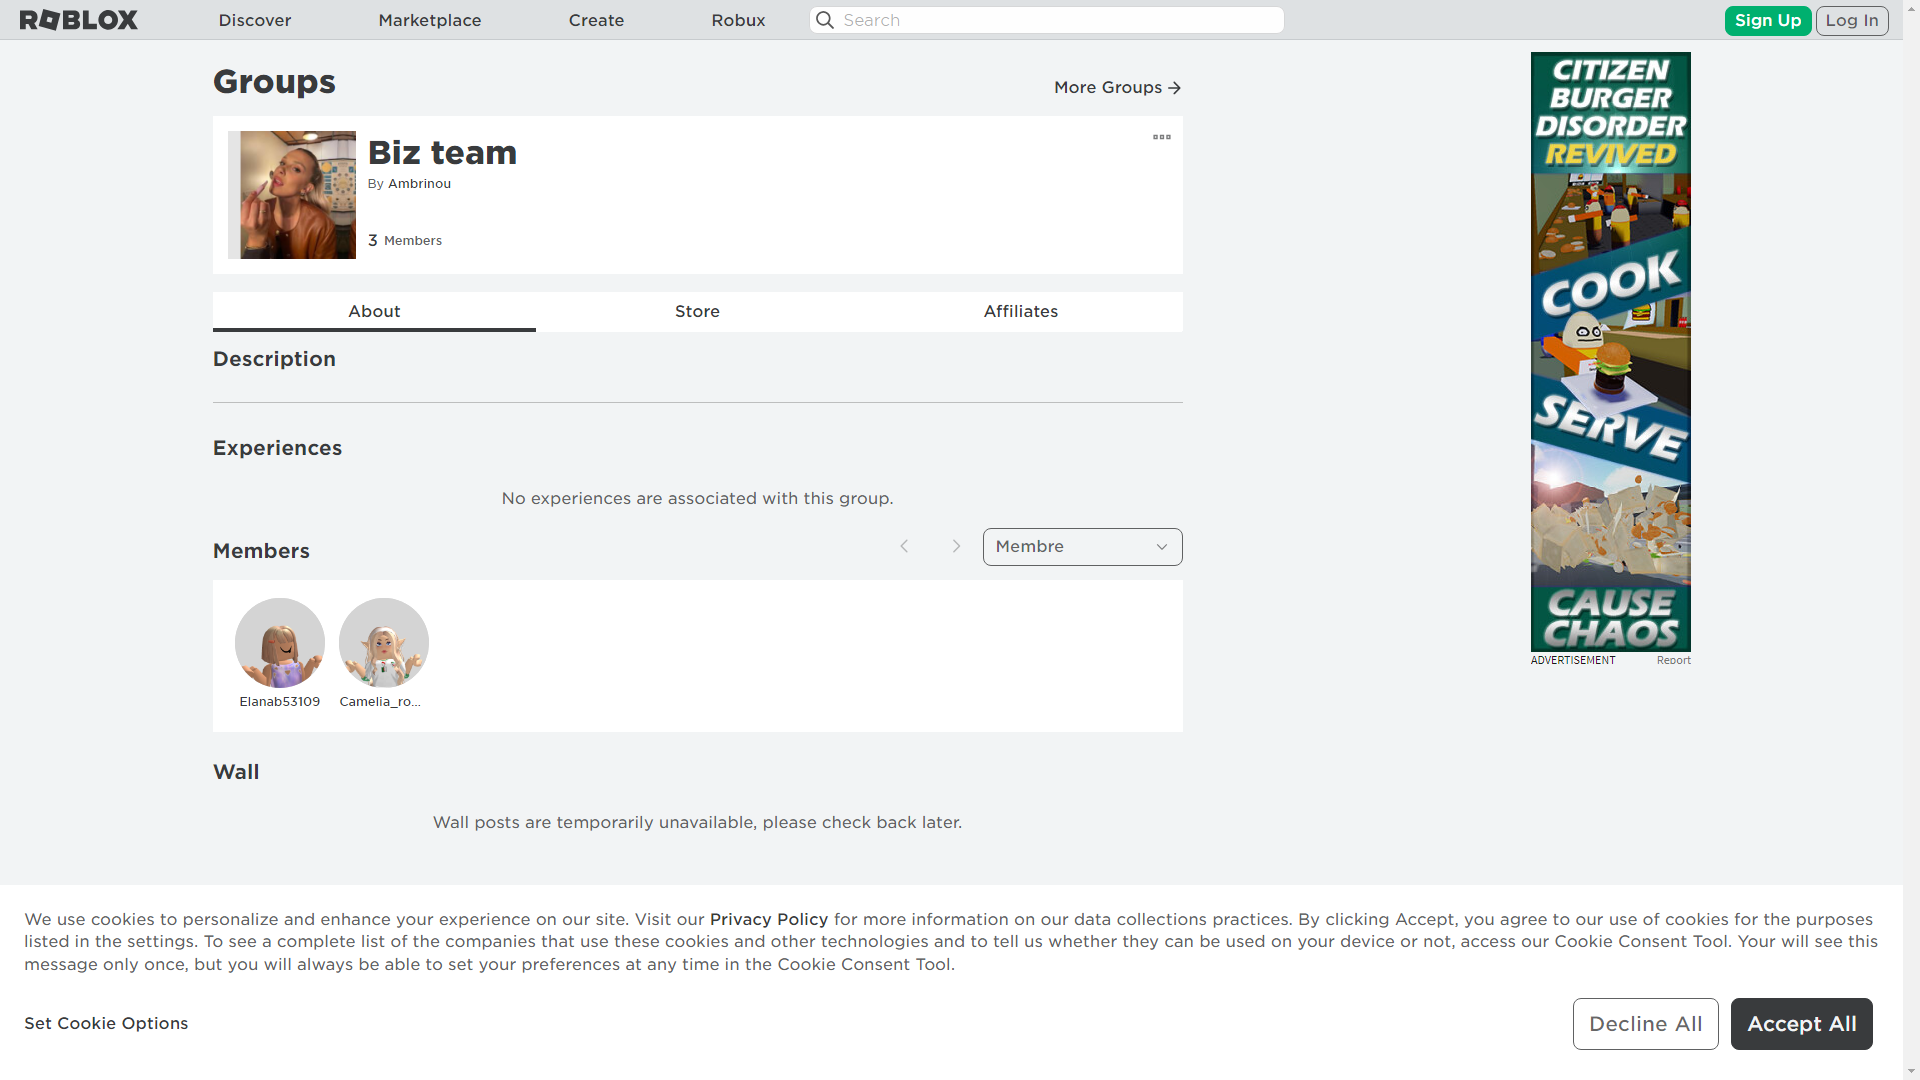 ROBLOX
Discover
Marketplace
Create
Robux
Search
Sign Up
Log In
Groups
More Groups
Biz team
By Ambrinou
3 Members
About
Store
Affiliates
Description
Experiences
No experiences are associated with this group.
Members
Membre
Elanab53109
Camelia_ro...
Wall
Wall posts are temporarily unavailable, please check back later.
CITIZEN
BURGER
DISORDER
REVIVED
COOK
SERVE
CAUSE
CHAOS
ADVERTISEMENT
Report
We use cookies to personalize and enhance your experience on our site. Visit our Privacy Policy for more information on our data collections practices. By clicking Accept, you agree to our use of cookies for the purposes
listed in the settings. To see a complete list of the companies that use these cookies and other technologies and to tell us whether they can be used on your device or not, access our Cookie Consent Tool. Your will see this
message only once, but you will always be able to set your preferences at any time in the Cookie Consent Tool.
Set Cookie Options
Decline All
Accept All